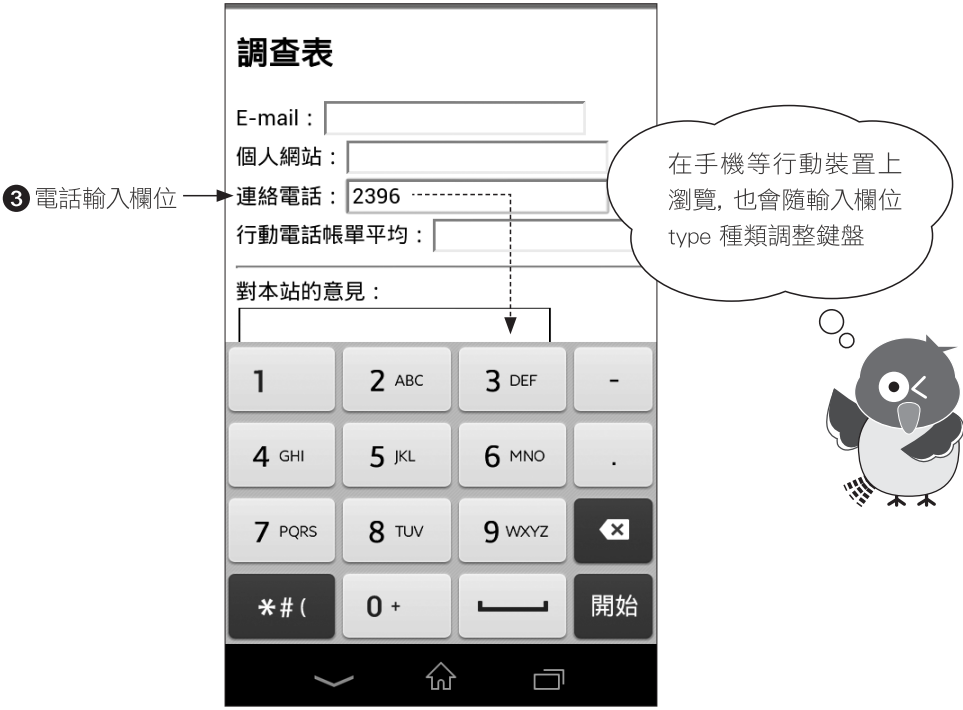 調查表
E-mail：
個人網站：
❸ 電話輸入欄位
連絡電話：2396
行動電話帳單平均：
對本站的意見：
在手機等行動裝置上
瀏覽，也會隨輸入欄位
type 種類調整鍵盤
1 2 ABC 3 DEF -
4 GHI 5 JKL 6 MNO .
7 PQRS 8 TUV 9 WXYZ
*#( 0 + 開始